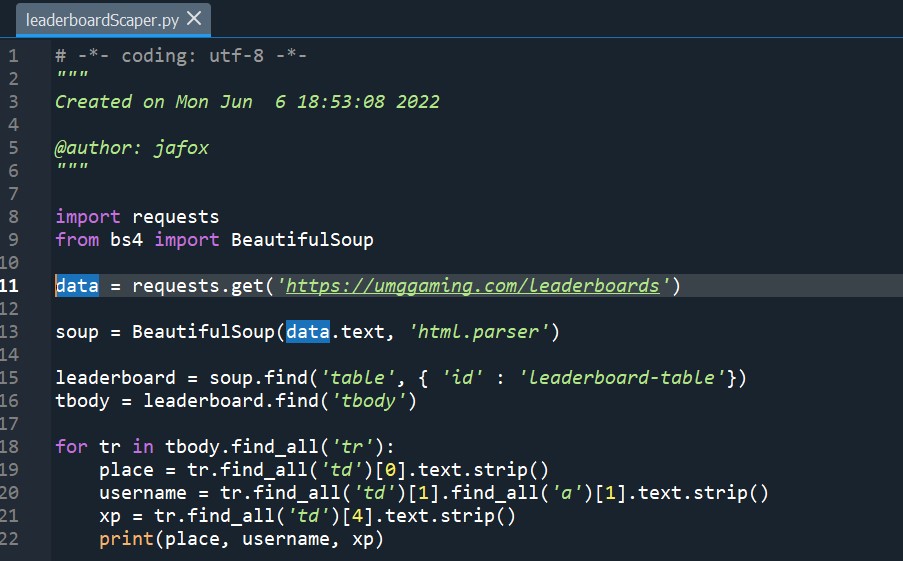 leaderboardScaper.py ✕
1 # -*- coding: utf-8 -*-
2 """
3 Created on Mon Jun  6 18:53:08 2022
4
5 @author: jafox
6 """
7
8 import requests
9 from bs4 import BeautifulSoup
10
11 data = requests.get('https://umggaming.com/leaderboards')
12
13 soup = BeautifulSoup(data.text, 'html.parser')
14
15 leaderboard = soup.find('table', { 'id' : 'leaderboard-table'})
16 tbody = leaderboard.find('tbody')
17
18 for tr in tbody.find_all('tr'):
19     place = tr.find_all('td')[0].text.strip()
20     username = tr.find_all('td')[1].find_all('a')[1].text.strip()
21     xp = tr.find_all('td')[4].text.strip()
22     print(place, username, xp)